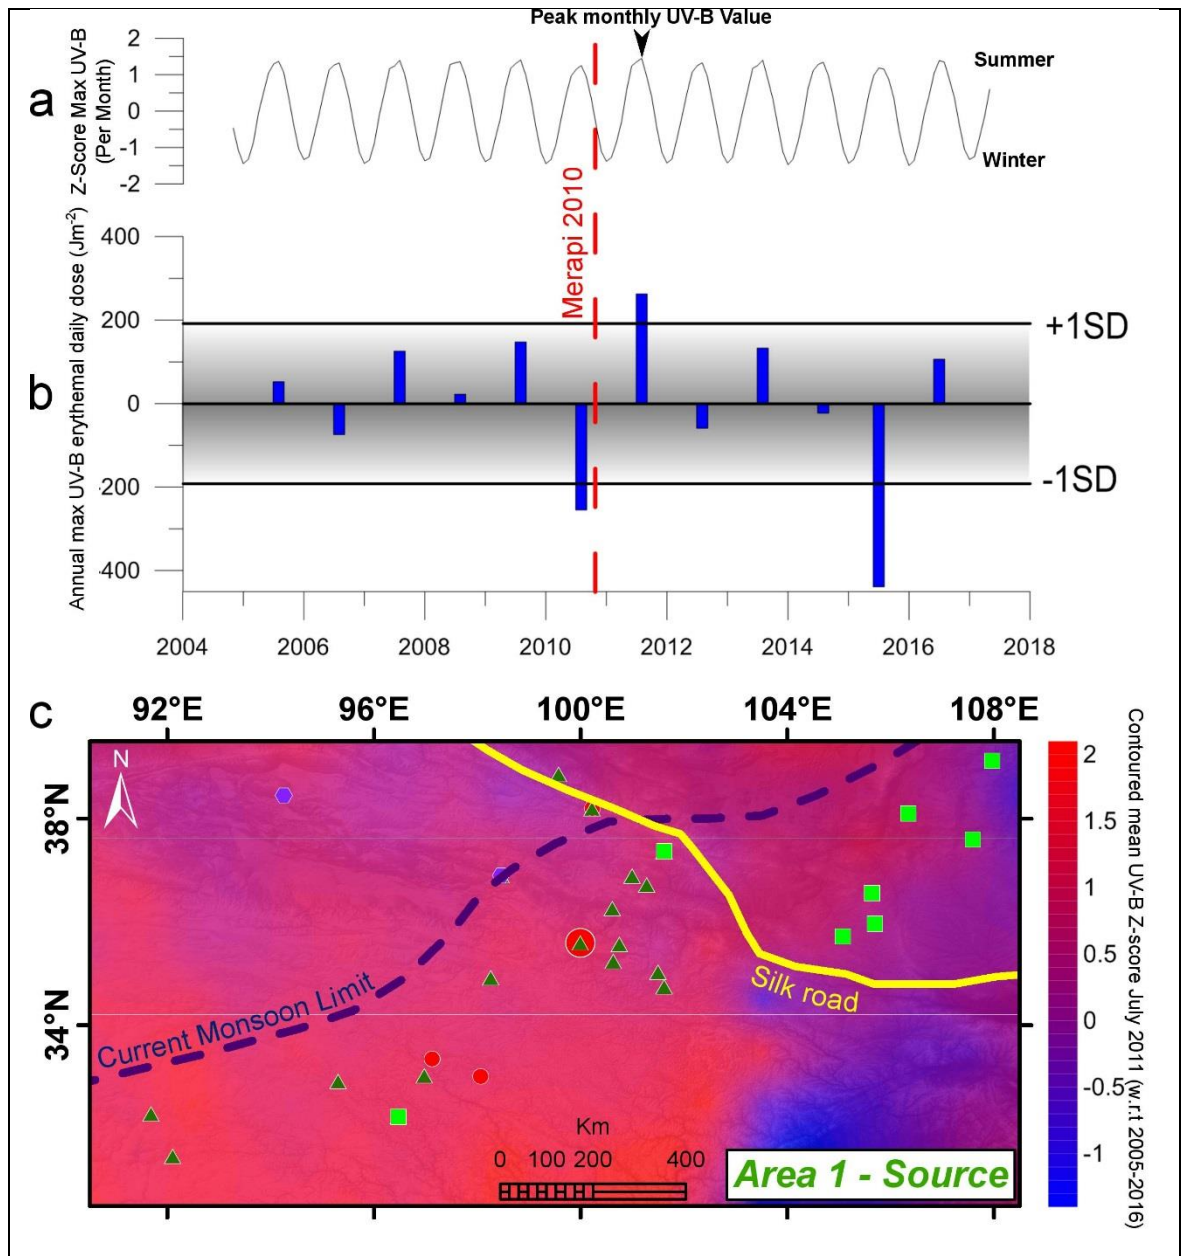 Peak monthly UV-B Value
a
Z-Score Max UV-B
(Per Month)
2
1
0
-1
-2
Summer
Winter
Merapi 2010
b
Annual max UV-B erythemal daily dose (Jm-2)
400
200
0
-200
-400
+1SD
-1SD
2004 2006 2008 2010 2012 2014 2016 2018
c
92°E 96°E 100°E 104°E 108°E
N
38°N
34°N
Current Monsoon Limit
Silk road
Km
0 100 200 400
Area 1 - Source
2
1.5
1
0.5
0
-0.5
-1
Contoured mean UV-B Z-score July 2011 (w.r.t 2005-2016)